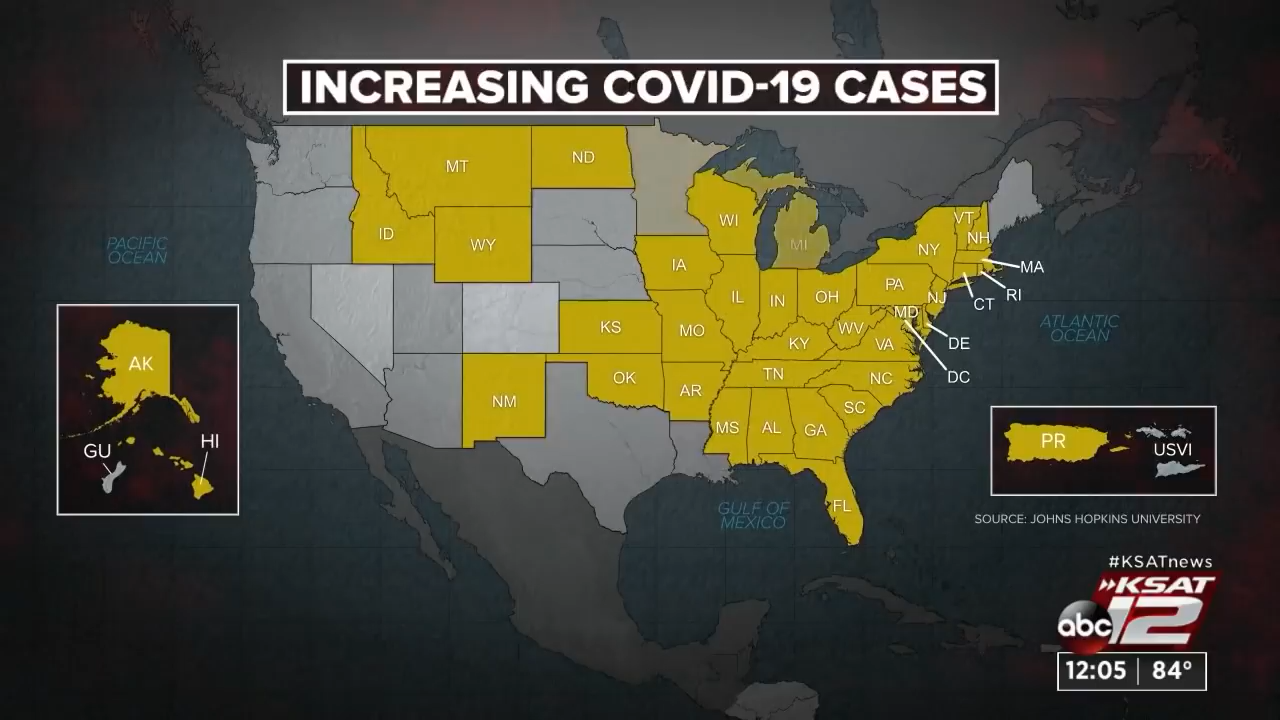 INCREASING COVID-19 CASES
MT
ND
ID
WY
WI
MI
VT
NH
NY
MA
IA
PA
RI
IL
IN
OH
NJ
CT
MD
KS
MO
WV
KY
VA
DE
OK
TN
NC
DC
AR
NM
SC
MS
AL
GA
FL
PACIFIC
OCEAN
ATLANTIC
OCEAN
GULF OF
MEXICO
AK
GU
HI
PR
USVI
SOURCE: JOHNS HOPKINS UNIVERSITY
#KSATnews
KSAT
abc 12
12:05 84°